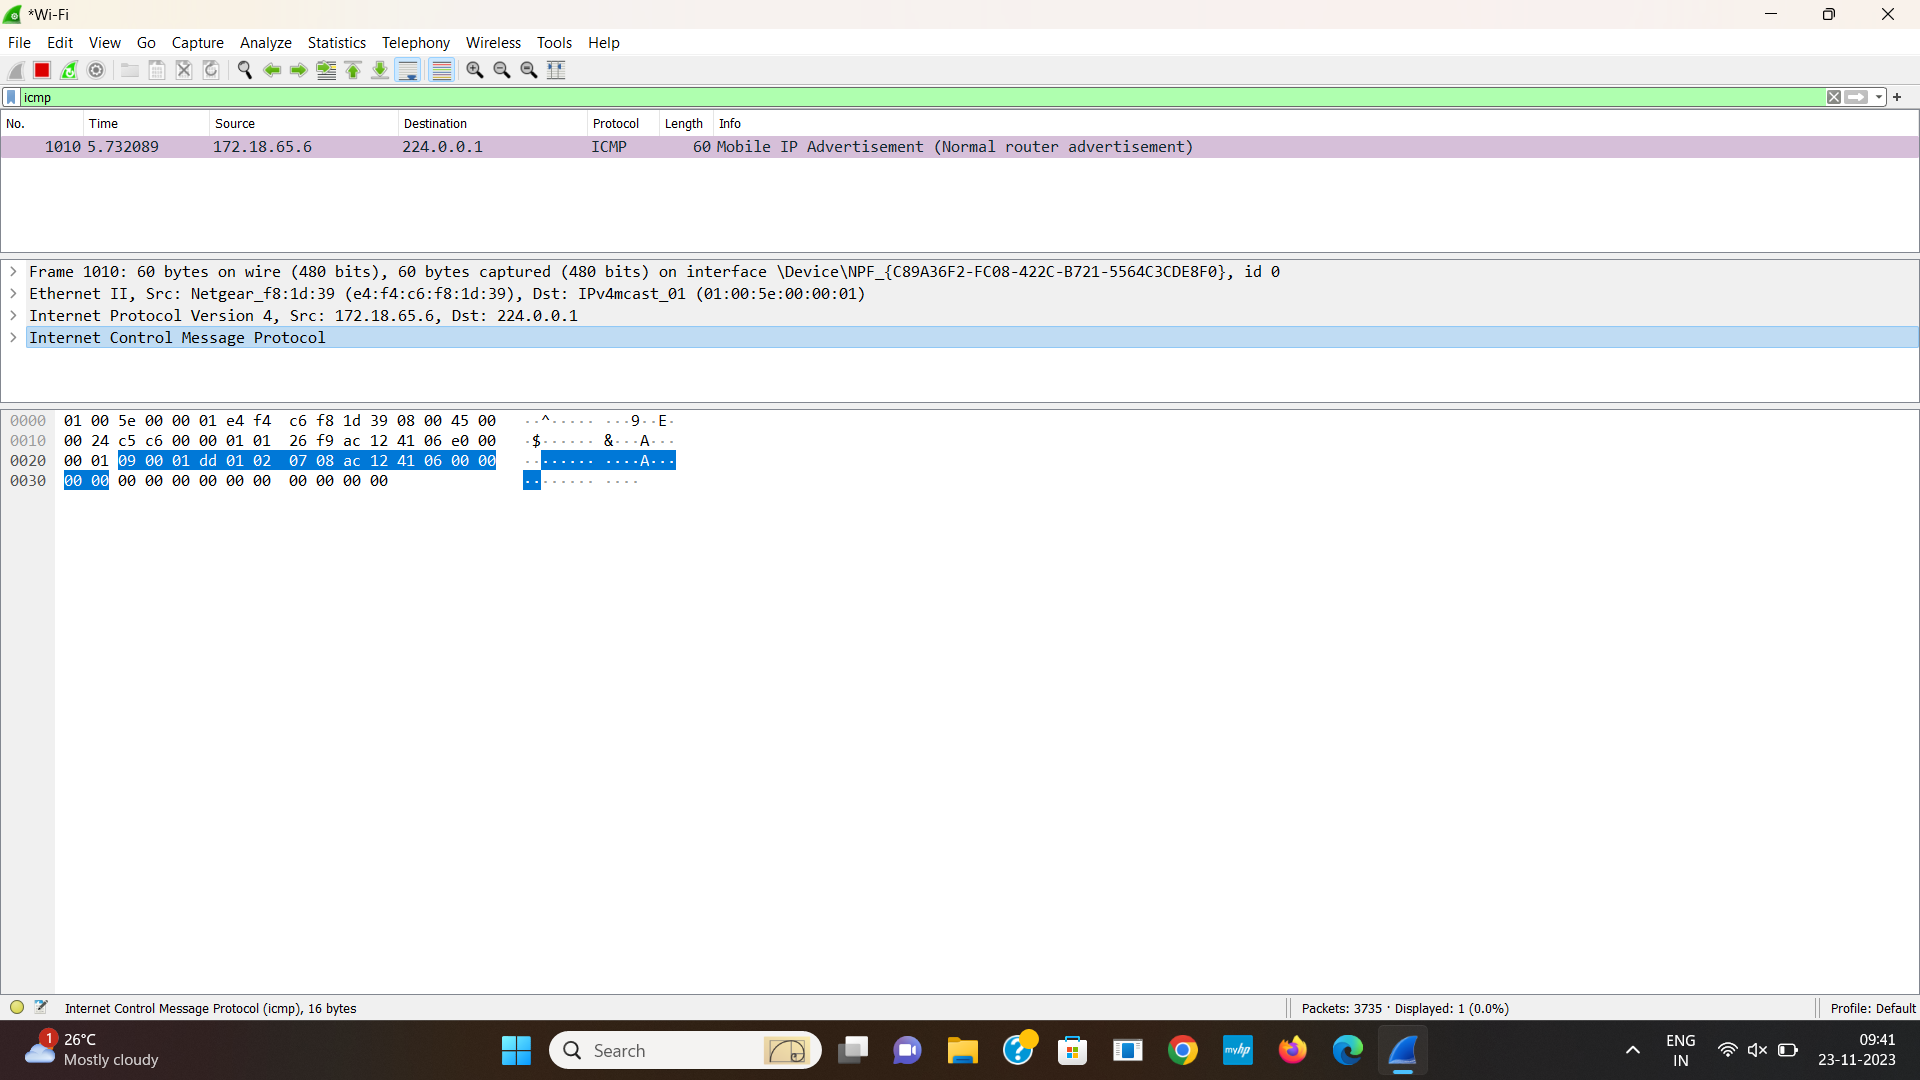 *Wi-Fi
File Edit View Go Capture Analyze Statistics Telephony Wireless Tools Help
icmp
No. Time Source Destination Protocol Length Info
1010 5.732089 172.18.65.6 224.0.0.1 ICMP 60 Mobile IP Advertisement (Normal router advertisement)
Frame 1010: 60 bytes on wire (480 bits), 60 bytes captured (480 bits) on interface \Device\NPF_{C89A36F2-FC08-422C-B721-5564C3CDE8F0}, id 0
Ethernet II, Src: Netgear_f8:1d:39 (e4:f4:c6:f8:1d:39), Dst: IPv4mcast_01 (01:00:5e:00:00:01)
Internet Protocol Version 4, Src: 172.18.65.6, Dst: 224.0.0.1
Internet Control Message Protocol
0000 01 00 5e 00 00 01 e4 f4 c6 f8 1d 39 08 00 45 00 ··^····· ···9··E·
0010 00 24 c5 c6 00 00 01 01 26 f9 ac 12 41 06 e0 00 ·$······ &···A···
0020 00 01 09 00 01 dd 01 02 07 08 ac 12 41 06 00 00 ········ ····A···
0030 00 00 00 00 00 00 00 00 00 00 00 00 ········ ····
Internet Control Message Protocol (icmp), 16 bytes
Packets: 3735 · Displayed: 1 (0.0%)
Profile: Default
1
26°C
Mostly cloudy
Search
myhp
ENG
IN
09:41
23-11-2023